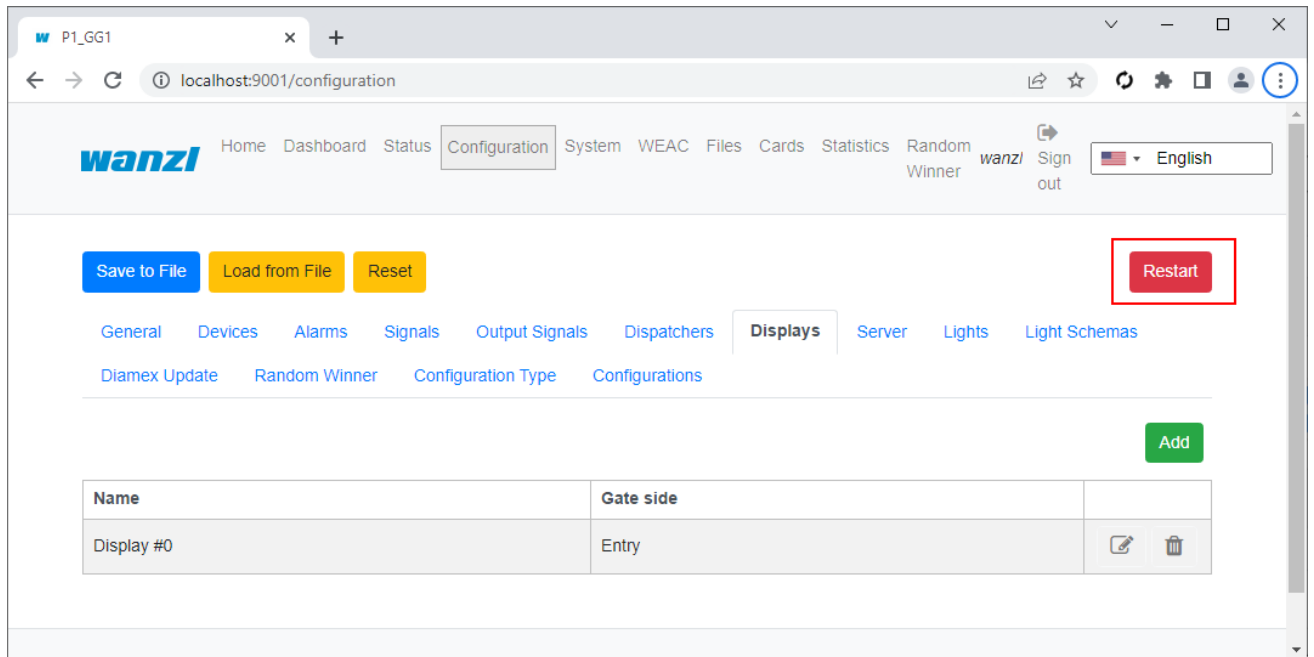 P1_GG1
localhost:9001/configuration
wanzl Home Dashboard Status Configuration System WEAC Files Cards Statistics Random Winner wanzl Sign out English
Save to File Load from File Reset Restart
General Devices Alarms Signals Output Signals Dispatchers Displays Server Lights Light Schemas
Diamex Update Random Winner Configuration Type Configurations
Add
Name Gate side
Display #0 Entry